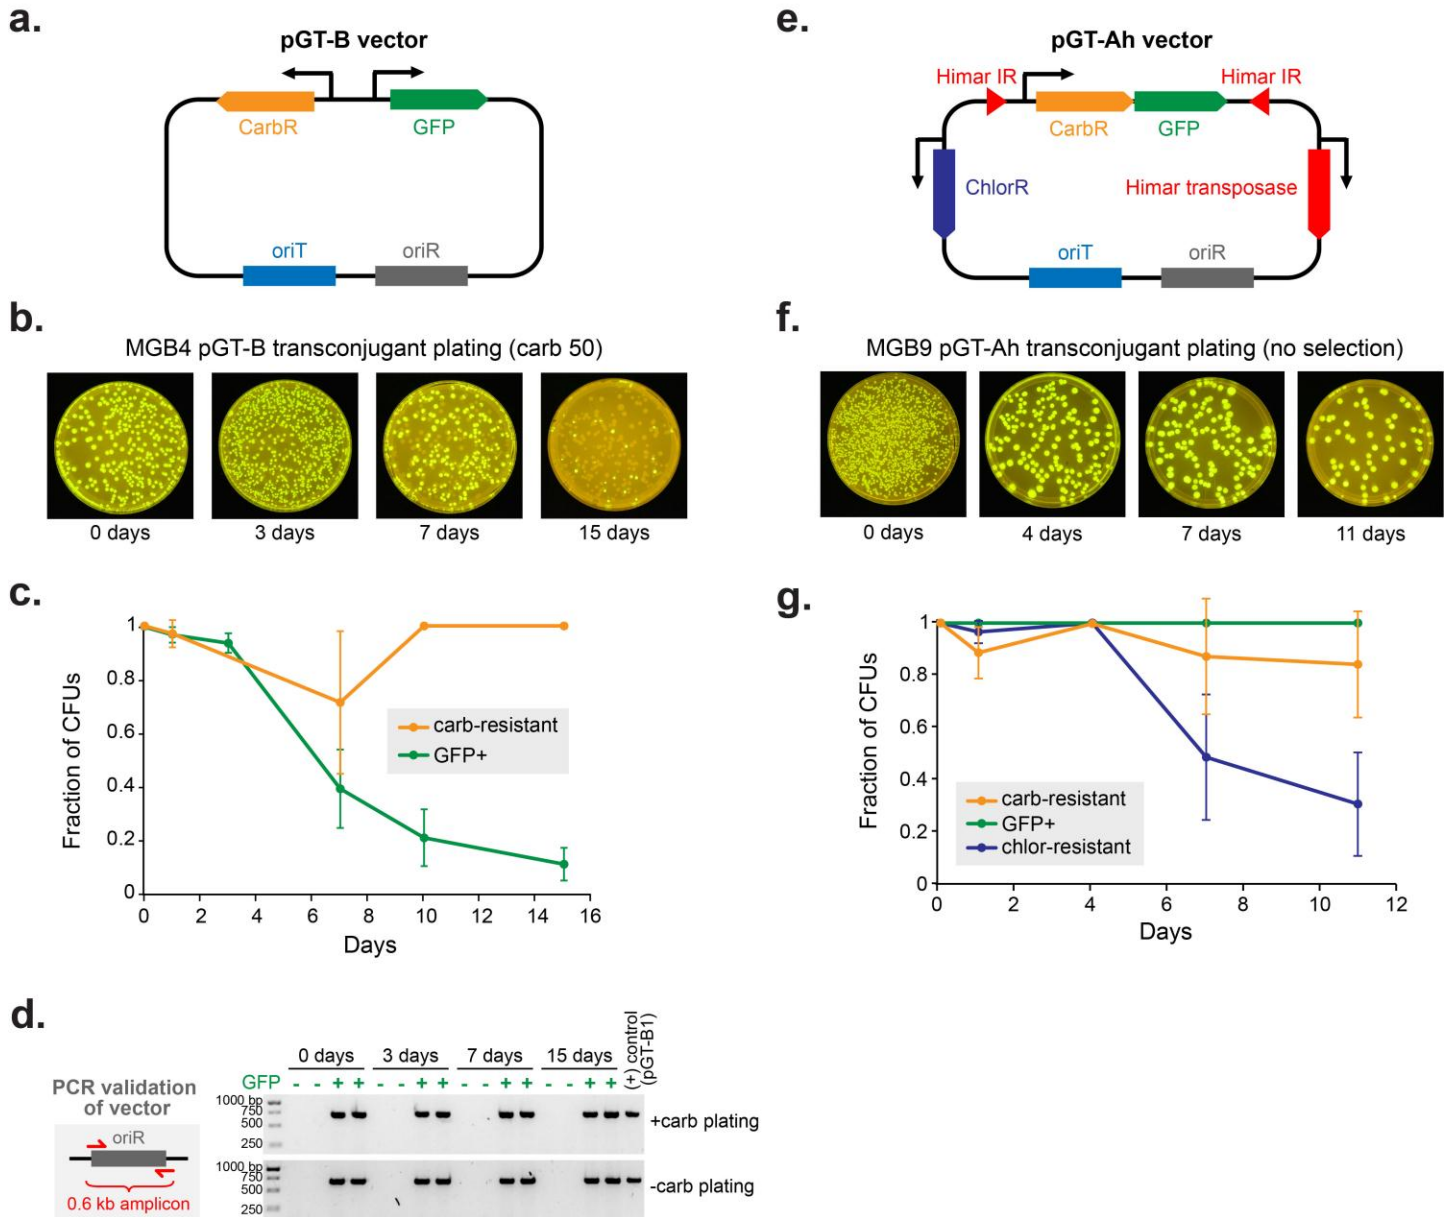 a.
pGT-B vector
CarbR
GFP
oriT
oriR
b.
MGB4 pGT-B transconjugant plating (carb 50)
0 days
3 days
7 days
15 days
c.
Fraction of CFUs
1
0.8
0.6
0.4
0.2
0
carb-resistant
GFP+
0 2 4 6 8 10 12 14 16
Days
d.
PCR validation
of vector
oriR
0.6 kb amplicon
0 days 3 days 7 days 15 days
(+) control
(pGT-B1)
GFP - - + + - - + + - - + + - - + +
1000 bp
750
500
250
+carb plating
1000 bp
750
500
250
-carb plating
e.
pGT-Ah vector
Himar IR
Himar IR
CarbR
GFP
ChlorR
Himar transposase
oriT
oriR
f.
MGB9 pGT-Ah transconjugant plating (no selection)
0 days
4 days
7 days
11 days
g.
Fraction of CFUs
1
0.8
0.6
0.4
0.2
0
carb-resistant
GFP+
chlor-resistant
0 2 4 6 8 10 12
Days